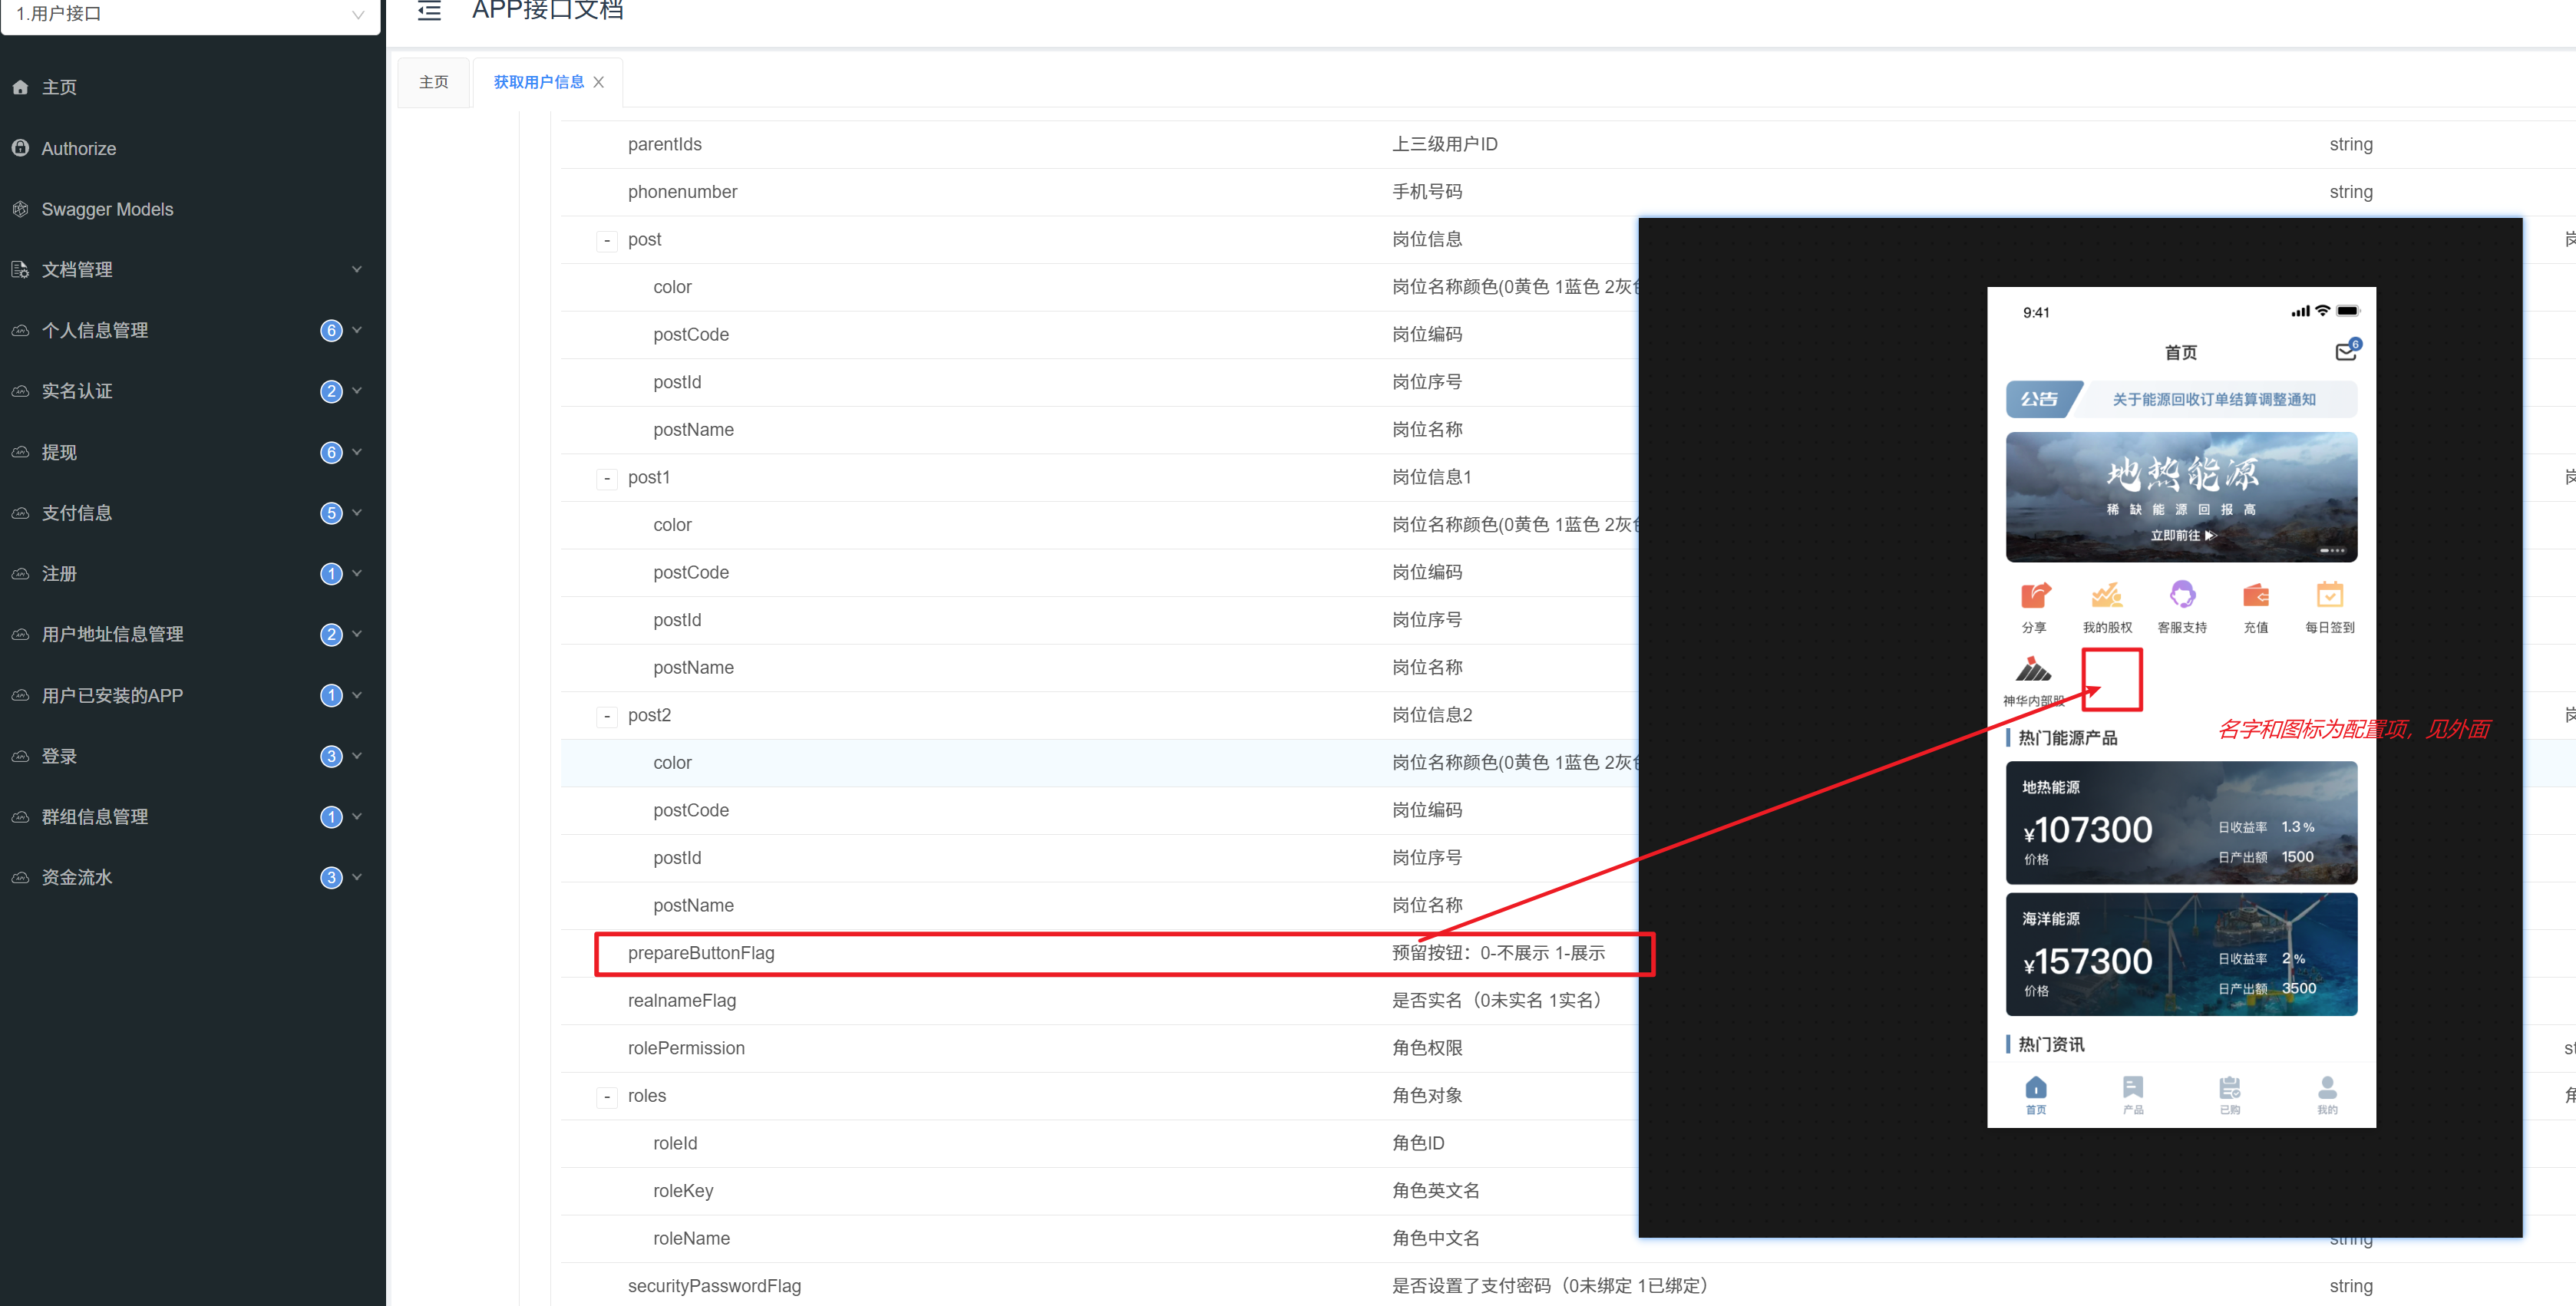 1.用户接口
APP接口文档
主页
Authorize
Swagger Models
文档管理
个人信息管理 6
实名认证 2
提现 6
支付信息 5
注册 1
用户地址信息管理 2
用户已安装的APP 1
登录 3
群组信息管理 1
资金流水 3
主页 获取用户信息
parentIds 上三级用户ID string
phonenumber 手机号码 string
- post 岗位信息
color 岗位名称颜色(0黄色 1蓝色 2灰
postCode 岗位编码
postId 岗位序号
postName 岗位名称
- post1 岗位信息1
color 岗位名称颜色(0黄色 1蓝色 2灰
postCode 岗位编码
postId 岗位序号
postName 岗位名称
- post2 岗位信息2
color 岗位名称颜色(0黄色 1蓝色 2灰
postCode 岗位编码
postId 岗位序号
postName 岗位名称
prepareButtonFlag 预留按钮：0-不展示 1-展示
realnameFlag 是否实名（0未实名 1实名）
rolePermission 角色权限
- roles 角色对象
roleId 角色ID
roleKey 角色英文名
roleName 角色中文名 string
securityPasswordFlag 是否设置了支付密码（0未绑定 1已绑定） string
9:41
首页
6
公告 关于能源回收订单结算调整通知
地热能源
稀缺能源回报高
立即前往
分享 我的股权 客服支持 充值 每日签到
神华内部股
名字和图标为配置项，见外面
热门能源产品
地热能源
¥107300 日收益率 1.3%
价格 日产出额 1500
海洋能源
¥157300 日收益率 2%
价格 日产出额 3500
热门资讯
首页 产品 已购 我的